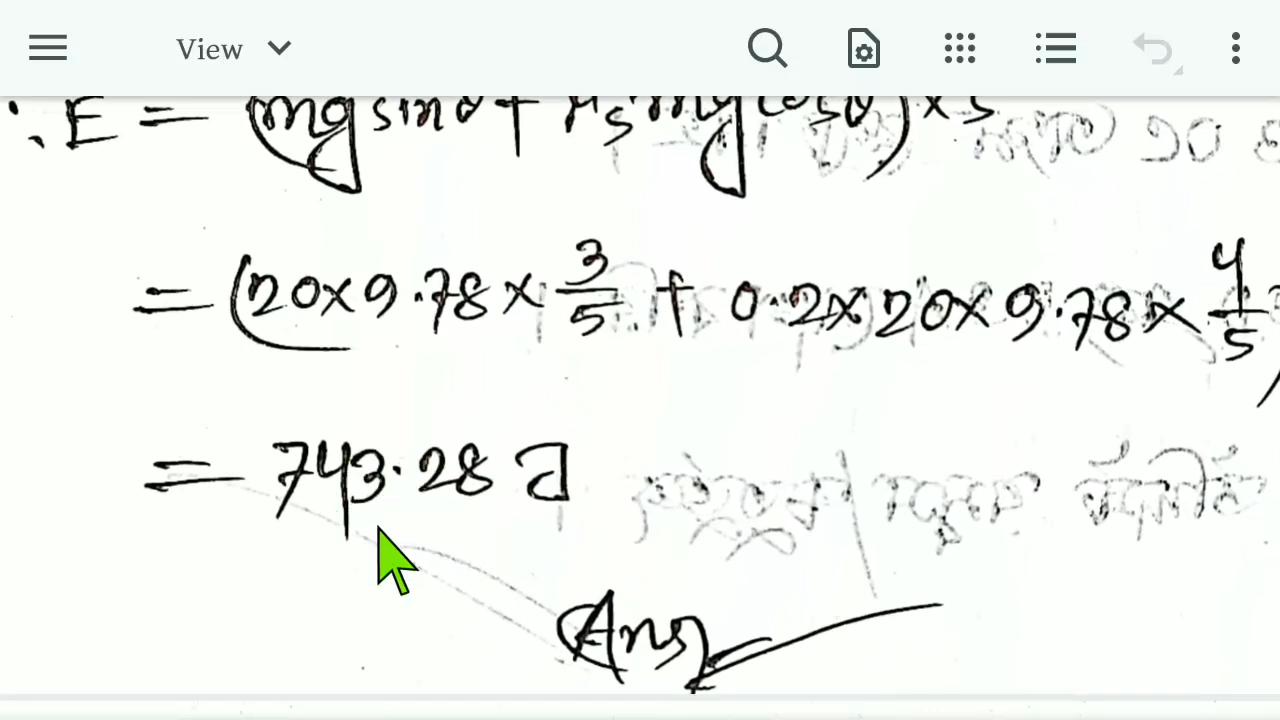 View
∴ E = (mg sinθ + μs mg cosθ) × s
= (20×9.78 × 3/5 + 0.2×20×9.78× 4/5)
= 743.28 J
Ans